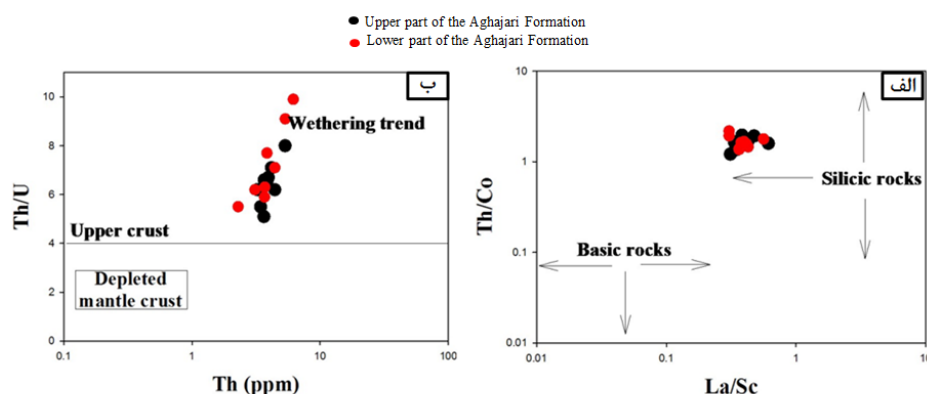 Upper part of the Aghajari Formation
Lower part of the Aghajari Formation
ب
10
8
6
4
2
0
Th/U
Wethering trend
Upper crust
Depleted
mantle crust
0.1
1
10
100
Th (ppm)
الف
10
1
0.1
0.01
Th/Co
Silicic rocks
Basic rocks
0.01
0.1
1
10
La/Sc